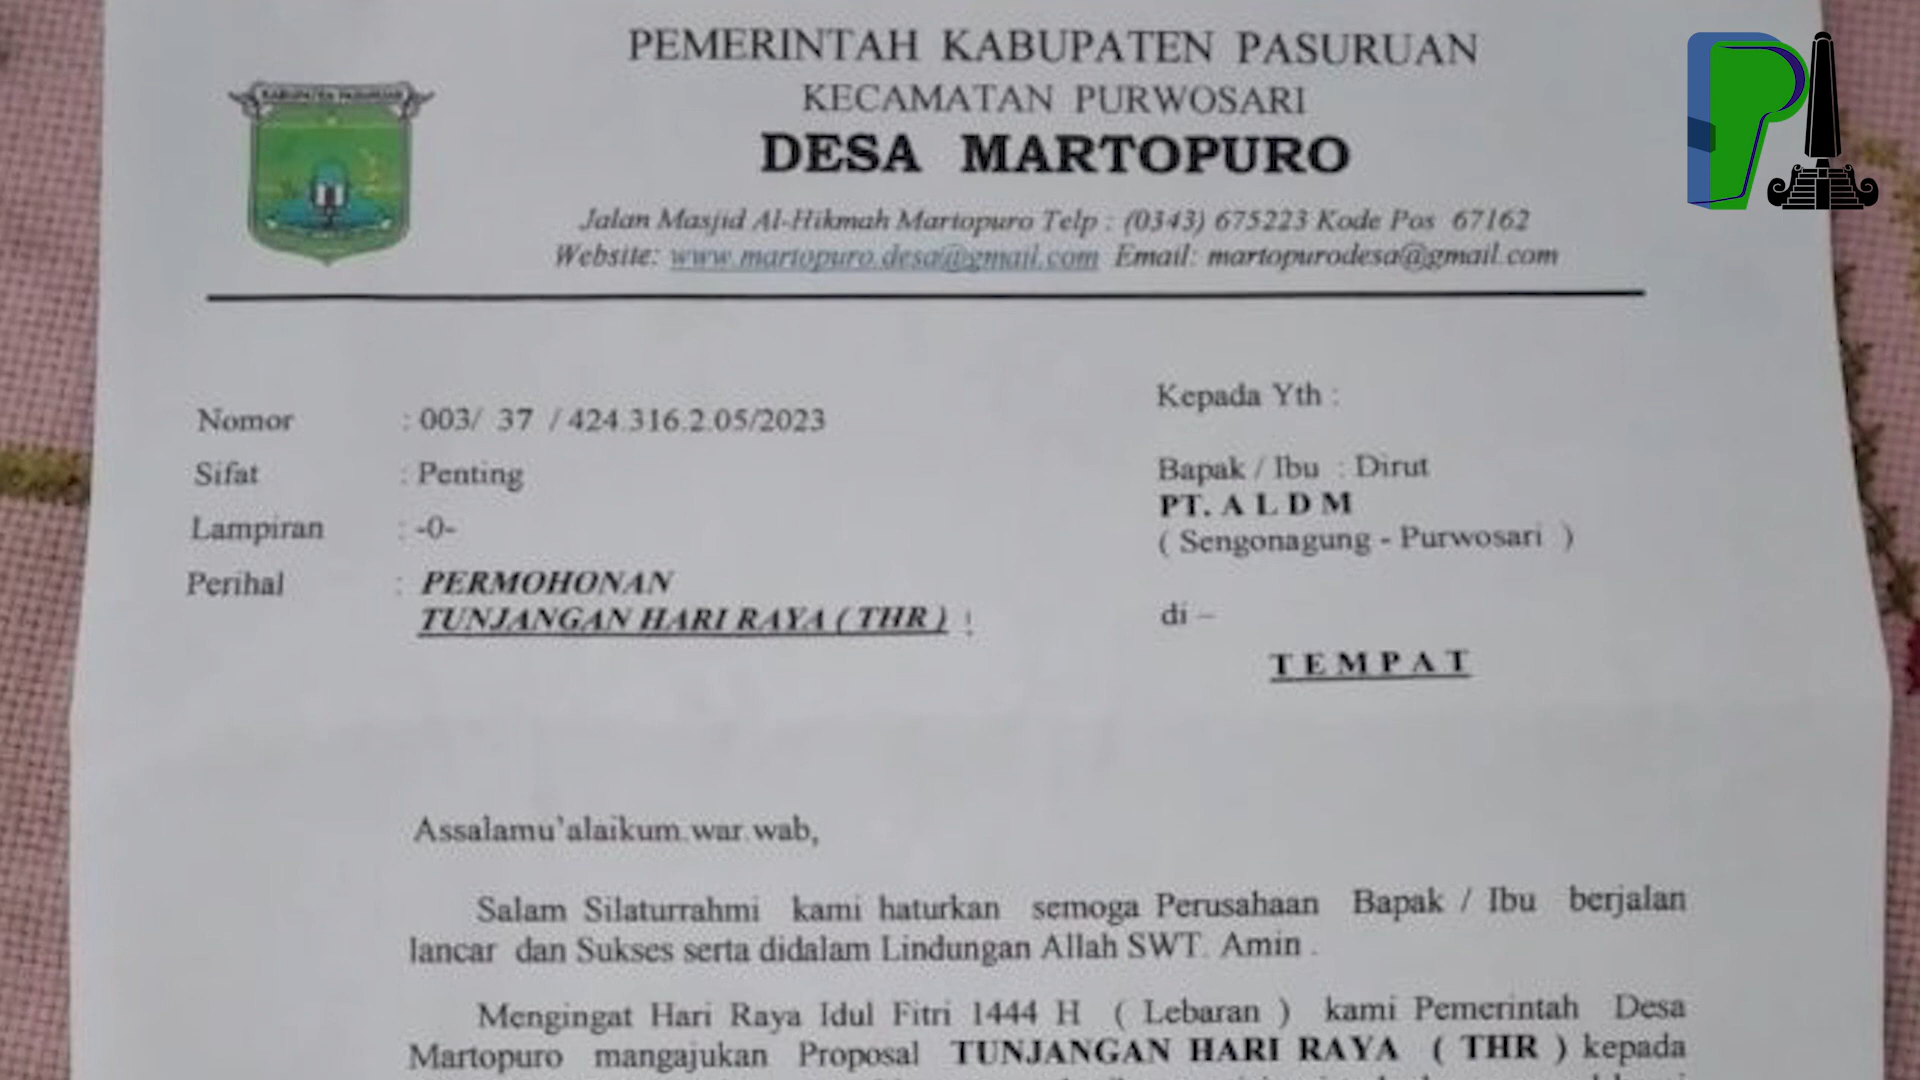 PEMERINTAH KABUPATEN PASURUAN
KECAMATAN PURWOSARI
DESA MARTOPURO
Jalan Masjid Al-Hikmah Martopuro Telp : (0343) 675223 Kode Pos 67162
Website: www.martopuro.desa@gmail.com Email: martopurodesa@gmail.com
KABUPATEN PASURUAN
Nomor : 003/ 37 / 424.316.2.05/2023
Sifat : Penting
Lampiran : -0-
Perihal : PERMOHONAN
TUNJANGAN HARI RAYA ( THR ) !
Kepada Yth :
Bapak / Ibu : Dirut
PT. A L D M
( Sengonagung - Purwosari )
di –
T E M P A T
Assalamu'alaikum.war.wab,
Salam Silaturrahmi kami haturkan semoga Perusahaan Bapak / Ibu berjalan
lancar dan Sukses serta didalam Lindungan Allah SWT. Amin .
Mengingat Hari Raya Idul Fitri 1444 H ( Lebaran ) kami Pemerintah Desa
Martopuro mangajukan Proposal TUNJANGAN HARI RAYA ( THR ) kepada